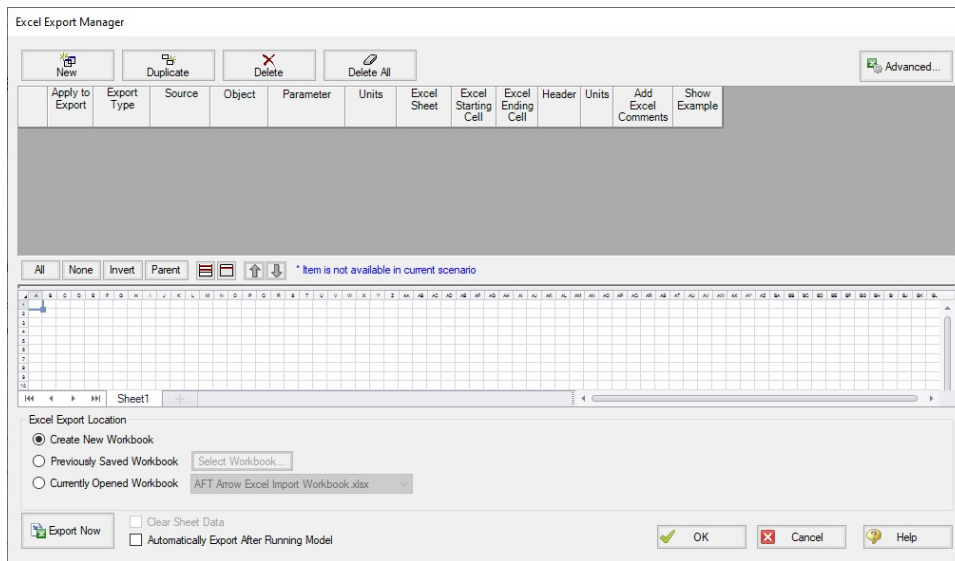 Excel Export Manager
New Duplicate Delete Delete All Advanced...
Apply to Export Export Type Source Object Parameter Units Excel Sheet Excel Starting Cell Excel Ending Cell Header Units Add Excel Comments Show Example
All None Invert Parent * Item is not available in current scenario
Sheet1
Excel Export Location
Create New Workbook
Previously Saved Workbook Select Workbook...
Currently Opened Workbook AFT Arrow Excel Import Workbook.xlsx
Export Now
Clear Sheet Data
Automatically Export After Running Model
OK Cancel Help